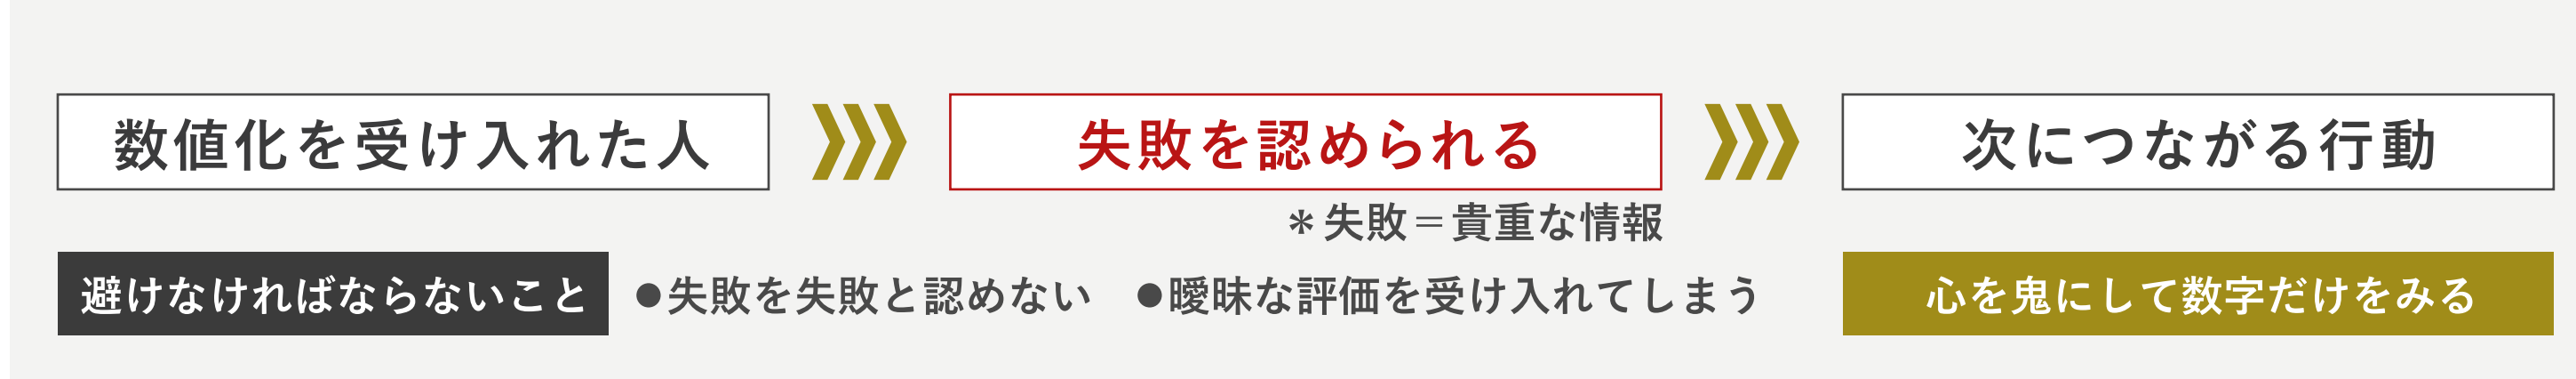 数値化を受け入れた人
失敗を認められる
次につながる行動
＊失敗＝貴重な情報
避けなければならないこと
●失敗を失敗と認めない ●曖昧な評価を受け入れてしまう
心を鬼にして数字だけをみる